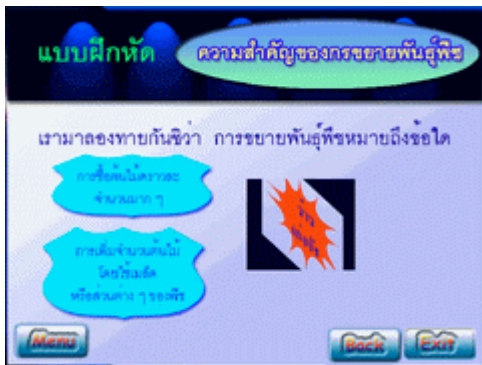 แบบฝึกหัด
ความสำคัญของกรขยายพันธุ์พืช
เรามาลองทายกันซิว่า การขยายพันธุ์พืชหมายถึงข้อใด
การซื้อต้นไม้คราวละ
จำนวนมาก ๆ
การเพิ่มจำนวนต้นไม้
โดยใช้เมล็ด
หรือส่วนต่าง ๆ ของพืช
Menu
Back
Exit